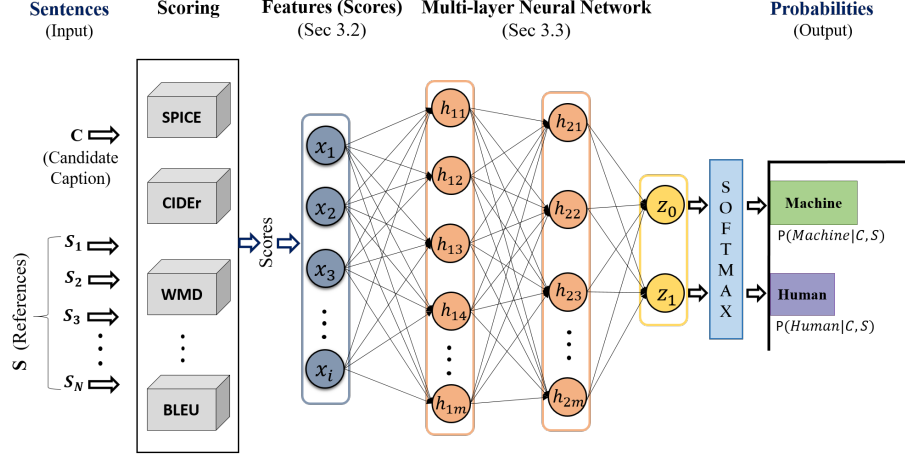 Sentences
(Input)
Scoring
Features (Scores)
(Sec 3.2)
Multi-layer Neural Network
(Sec 3.3)
Probabilities
(Output)
C
(Candidate
Caption)
S (References)
S₁
S₂
S₃
S_N
SPICE
CIDEr
WMD
BLEU
Scores
x₁
x₂
x₃
xᵢ
h₁₁
h₁₂
h₁₃
h₁₄
h₁ₘ
h₂₁
h₂₂
h₂₃
h₂ₘ
z₀
z₁
SOFTMAX
Machine
P(Machine|C, S)
Human
P(Human|C, S)